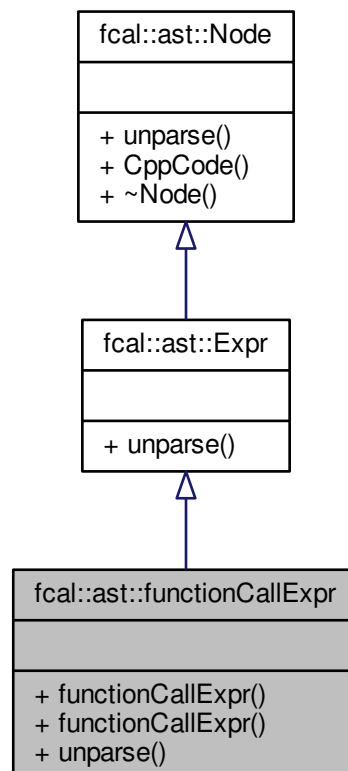 fcal::ast::Node
+ unparse()
+ CppCode()
+ ~Node()
fcal::ast::Expr
+ unparse()
fcal::ast::functionCallExpr
+ functionCallExpr()
+ functionCallExpr()
+ unparse()